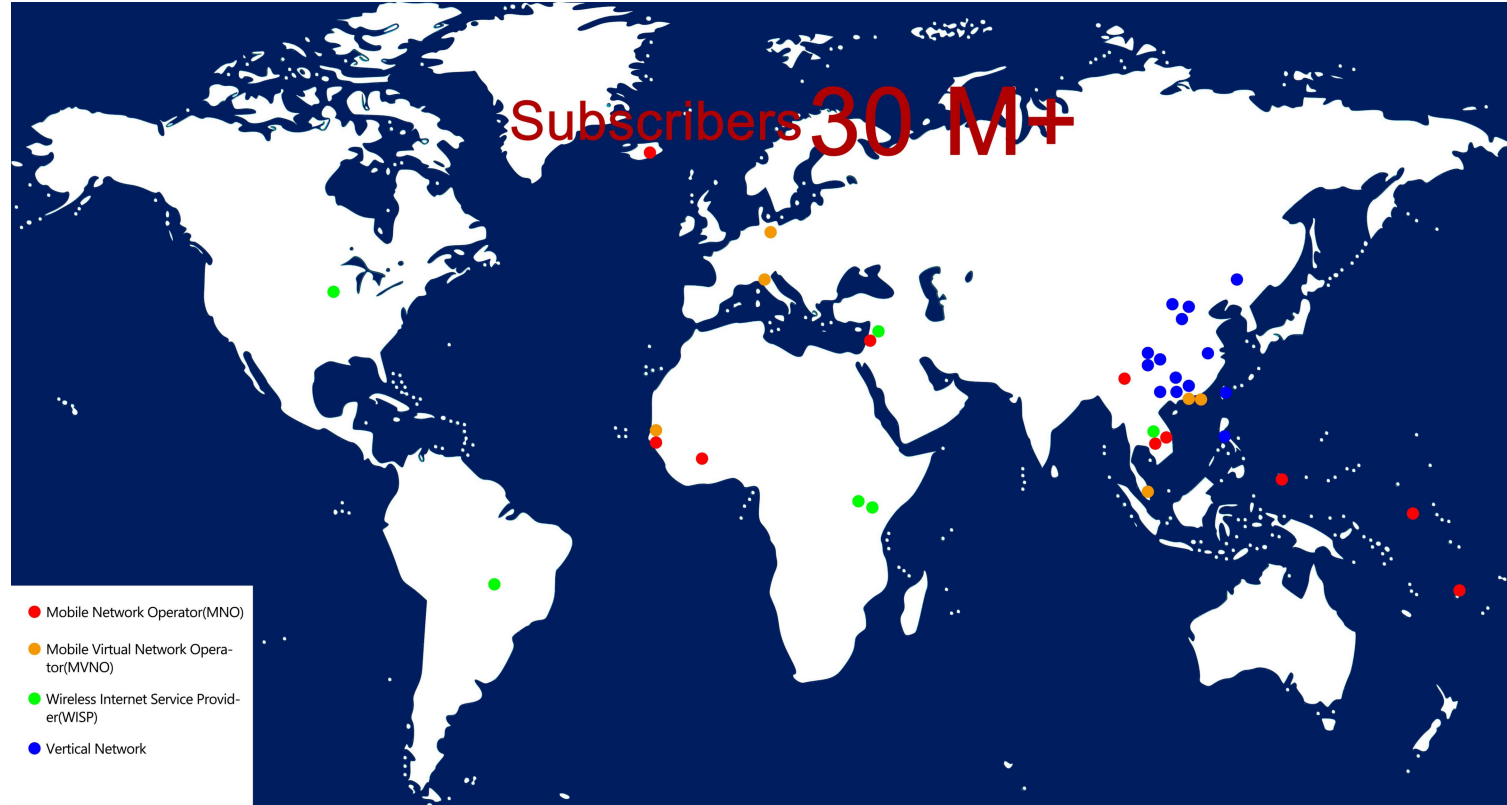 Subscribers 30 M+
Mobile Network Operator(MNO)
Mobile Virtual Network Opera-
tor(MVNO)
Wireless Internet Service Provid-
er(WISP)
Vertical Network